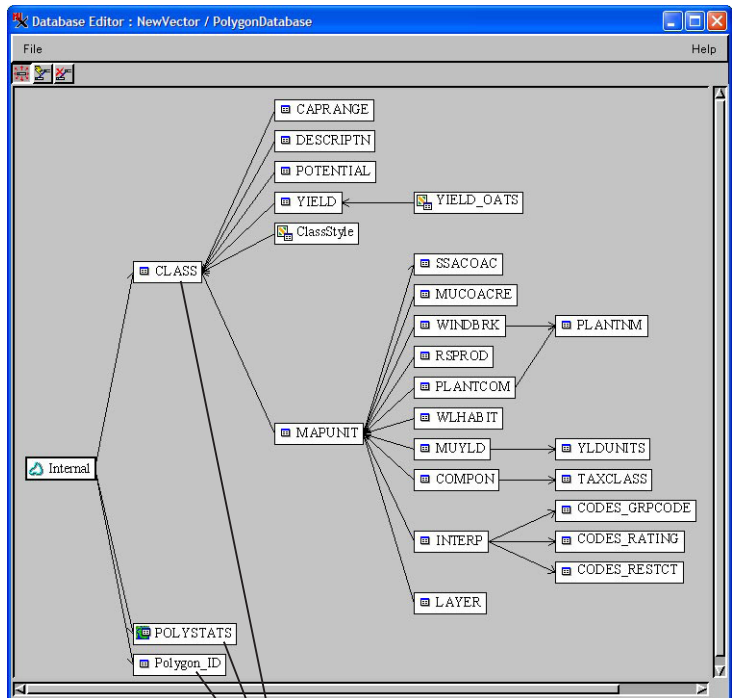 Database Editor : NewVector / PolygonDatabase
File Help
CAPRANGE
DESCRIPTN
POTENTIAL
YIELD YIELD_OATS
ClassStyle
CLASS SSACOAC
MUCOACRE
WINDBRK PLANTNM
RSPROD
PLANTCOM
WLHABIT
MAPUNIT
MUYLD YLDUNITS
Internal
COMPON TAXCLASS
CODES_GRPCODE
INTERP CODES_RATING
CODES_RESTCT
LAYER
POLYSTATS
Polygon_ID